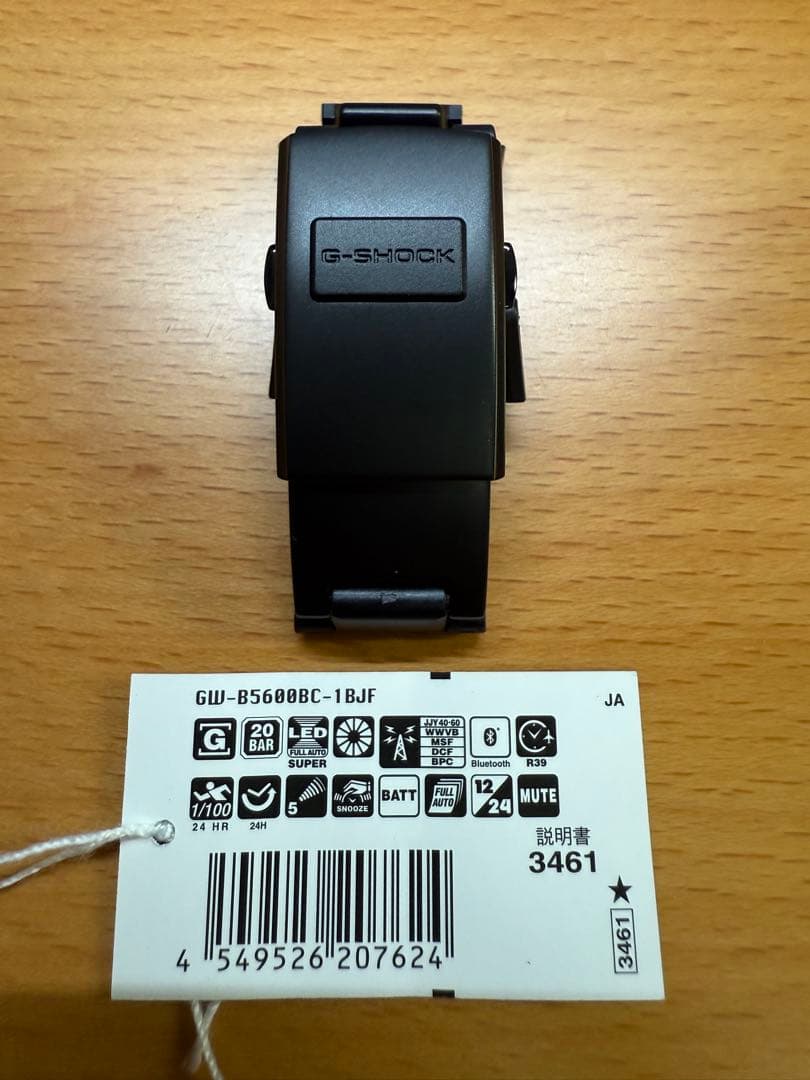 G-SHOCK
GW-B5600BC-1BJF
JA
G
20 BAR
LED
FULL AUTO
SUPER
JJY40·60
WWVB
MSF
DCF
BPC
Bluetooth
R39
1/100
24 HR
24H
5
SNOOZE
BATT
FULL AUTO
12/24
MUTE
説明書
3461
★
3461
4 549526 207624